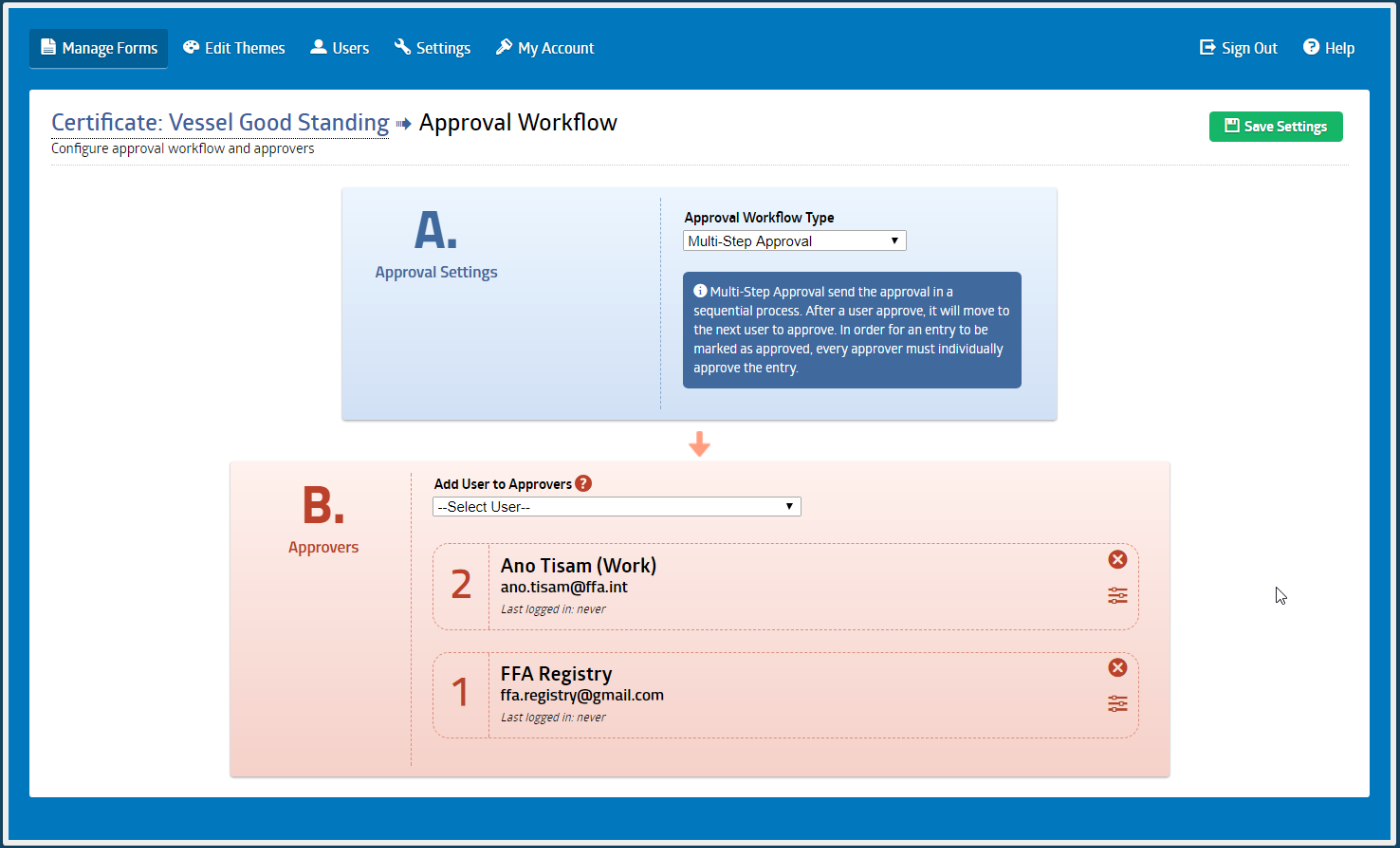 Manage Forms Edit Themes Users Settings My Account Sign Out Help
Certificate: Vessel Good Standing Approval Workflow
Configure approval workflow and approvers
Save Settings
A.
Approval Settings
Approval Workflow Type
Multi-Step Approval
Multi-Step Approval send the approval in a
sequential process. After a user approve, it will move to
the next user to approve. In order for an entry to be
marked as approved, every approver must individually
approve the entry.
B.
Approvers
Add User to Approvers ?
--Select User--
2
Ano Tisam (Work)
ano.tisam@ffa.int
Last logged in: never
1
FFA Registry
ffa.registry@gmail.com
Last logged in: never